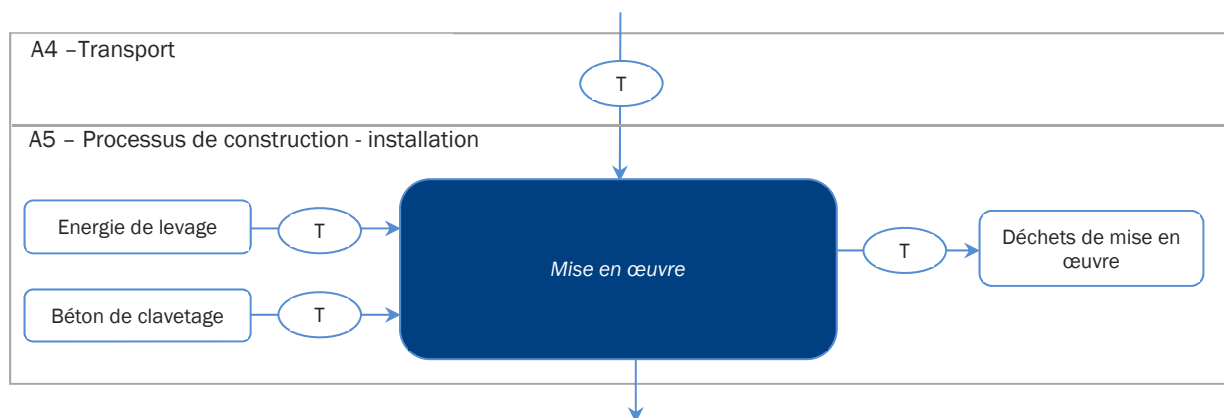 A4 –Transport
T
A5 – Processus de construction - installation
Energie de levage
T
Mise en œuvre
T
Déchets de mise en
œuvre
Béton de clavetage
T